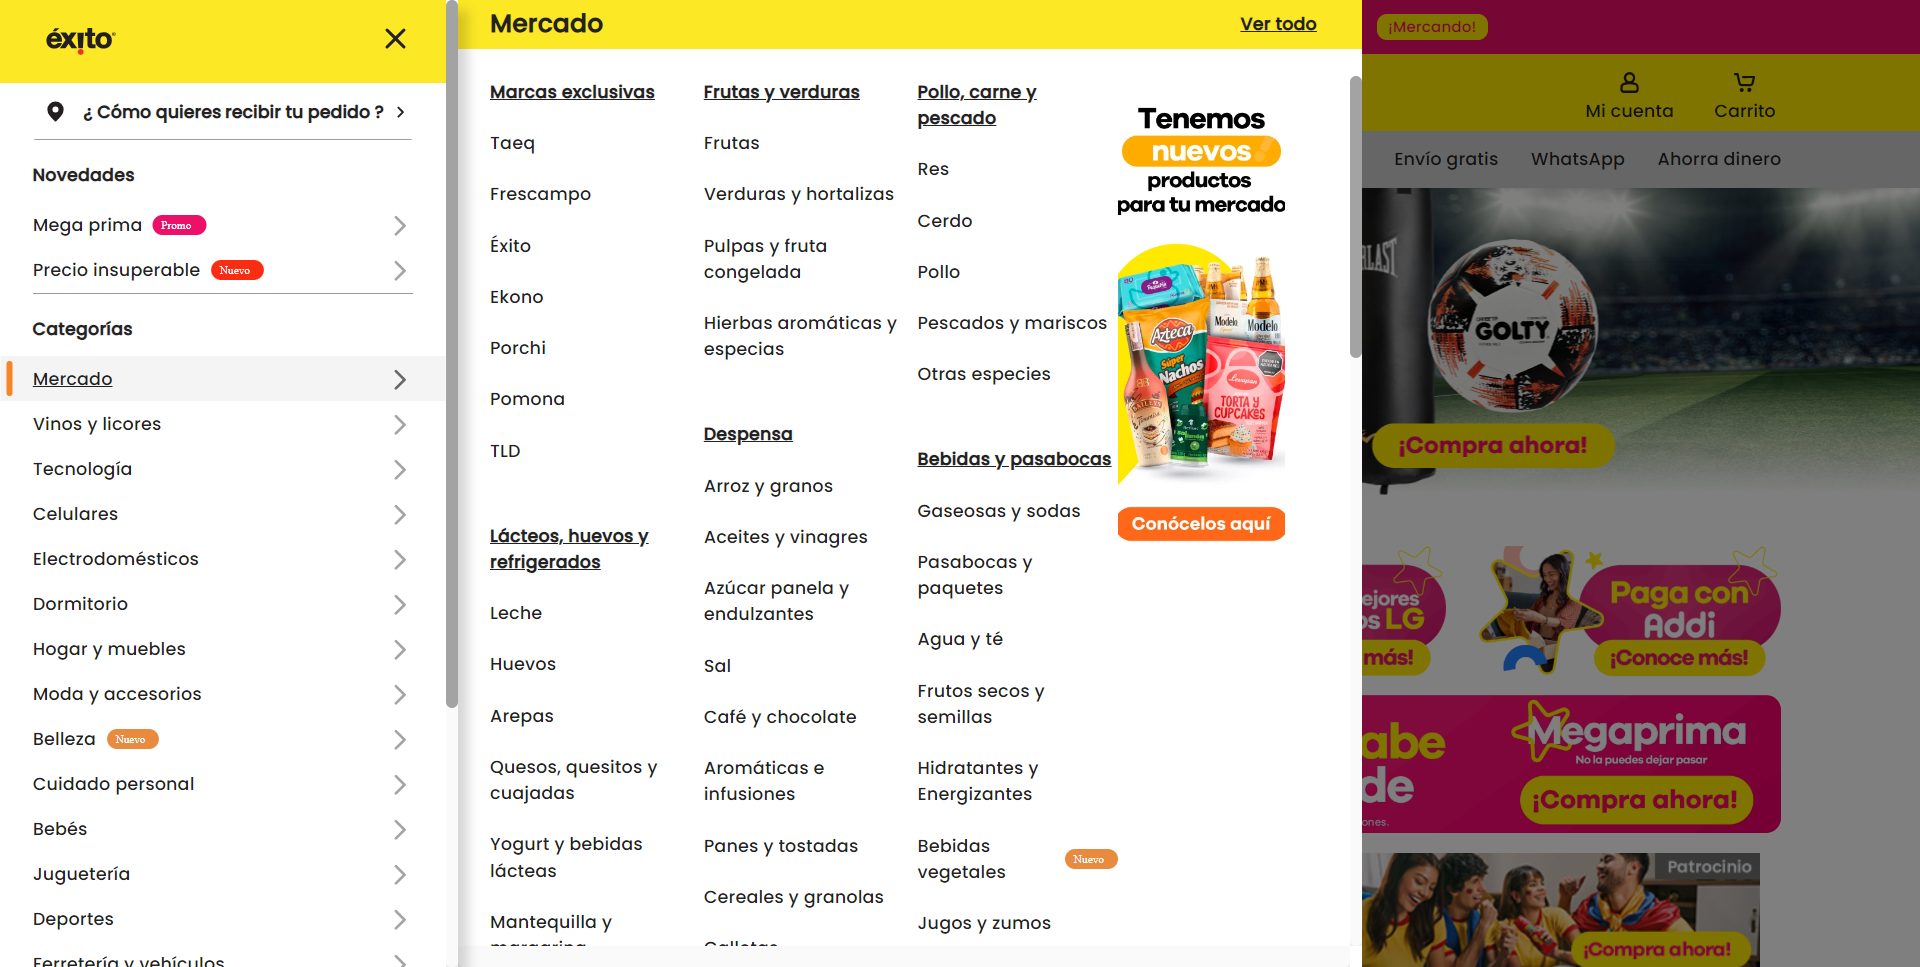 éxito
¿ Cómo quieres recibir tu pedido ?
Novedades
Mega prima Promo
Precio insuperable Nuevo
Categorías
Mercado
Vinos y licores
Tecnología
Celulares
Electrodomésticos
Dormitorio
Hogar y muebles
Moda y accesorios
Belleza Nuevo
Cuidado personal
Bebés
Juguetería
Deportes
Ferretería y vehículos
Mercado
Ver todo
Marcas exclusivas
Taeq
Frescampo
Éxito
Ekono
Porchi
Pomona
TLD
Lácteos, huevos y
refrigerados
Leche
Huevos
Arepas
Quesos, quesitos y
cuajadas
Yogurt y bebidas
lácteas
Mantequilla y
margarina
Frutas y verduras
Frutas
Verduras y hortalizas
Pulpas y fruta
congelada
Hierbas aromáticas y
especias
Despensa
Arroz y granos
Aceites y vinagres
Azúcar panela y
endulzantes
Sal
Café y chocolate
Aromáticas e
infusiones
Panes y tostadas
Cereales y granolas
Galletas
Pollo, carne y
pescado
Res
Cerdo
Pollo
Pescados y mariscos
Otras especies
Bebidas y pasabocas
Gaseosas y sodas
Pasabocas y
paquetes
Agua y té
Frutos secos y
semillas
Hidratantes y
Energizantes
Bebidas
vegetales Nuevo
Jugos y zumos
Tenemos
nuevos
productos
para tu mercado
Modelo
Modelo
Azteca
Súper
Nachos
Levapan
TORTA Y
CUPCAKES
BAILEYS
Conócelos aquí
¡Mercando!
Mi cuenta
Carrito
Envío gratis
WhatsApp
Ahorra dinero
RLAST
GOLTY
¡Compra ahora!
ejores
os LG
más!
Paga con
Addi
¡Conoce más!
abe
de
ones.
Megaprima
No la puedes dejar pasar
¡Compra ahora!
Patrocinio
¡Compra ahora!